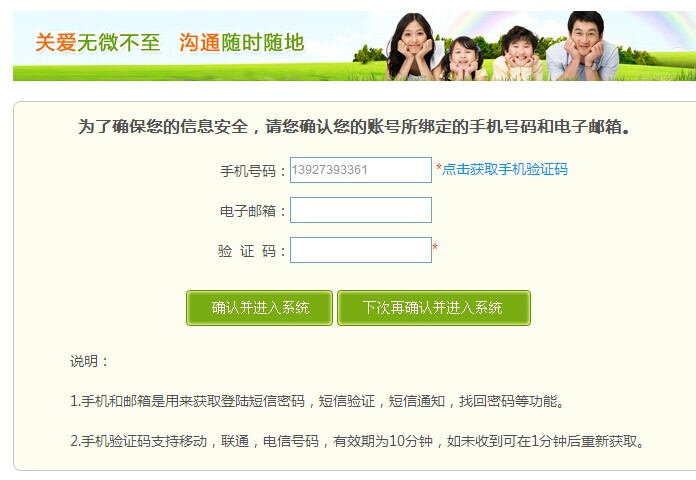 关爱无微不至 沟通随时随地
为了确保您的信息安全，请您确认您的账号所绑定的手机号码和电子邮箱。
手机号码：13927393361 *点击获取手机验证码
电子邮箱：
验 证 码： *
确认并进入系统 下次再确认并进入系统
说明：
1.手机和邮箱是用来获取登陆短信密码，短信验证，短信通知，找回密码等功能。
2.手机验证码支持移动，联通，电信号码，有效期为10分钟，如未收到可在1分钟后重新获取。